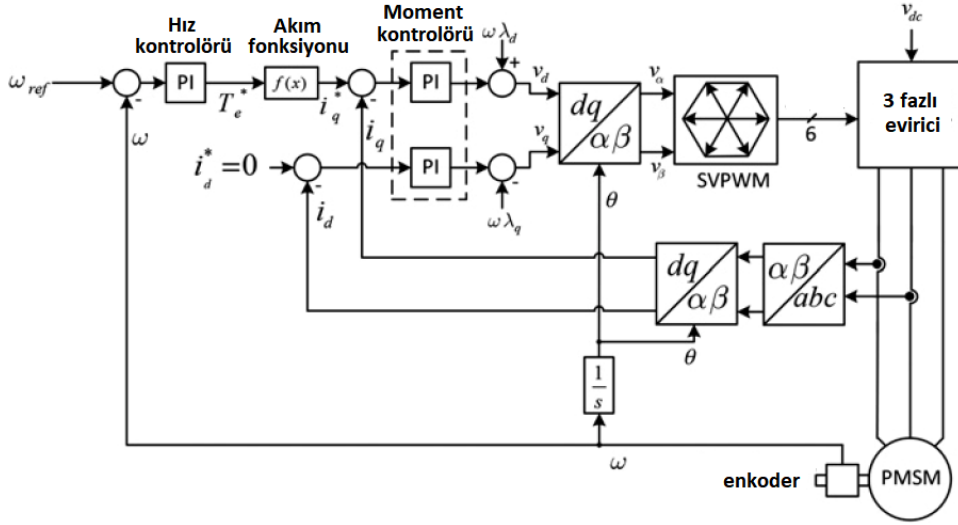 Hız
kontrolörü
Akım
fonksiyonu
Moment
kontrolörü
v_dc
ω_ref
-
PI
T_e^*
f(x)
i_q^*
-
PI
ωλ_d
+
v_d
dq
αβ
v_α
SVPWM
6
3 fazlı
evirici
ω
i_q
i_d^*=0
-
PI
-
v_q
v_β
i_d
ωλ_q
θ
dq
αβ
αβ
abc
θ
1
s
ω
enkoder
PMSM